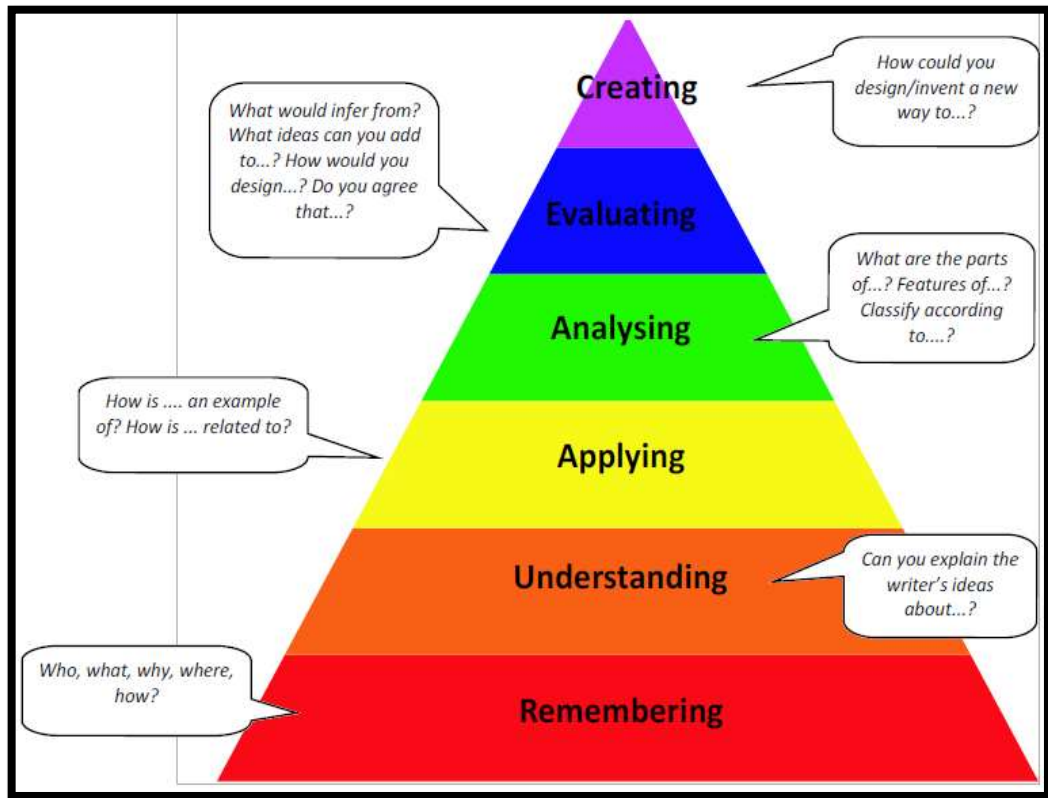 Creating
How could you
design/invent a new
way to...?
What would infer from?
What ideas can you add
to...? How would you
design...? Do you agree
that...?
Evaluating
What are the parts
of...? Features of...?
Classify according
to....?
Analysing
How is .... an example
of? How is ... related to?
Applying
Can you explain the
writer's ideas
about...?
Understanding
Who, what, why, where,
how?
Remembering